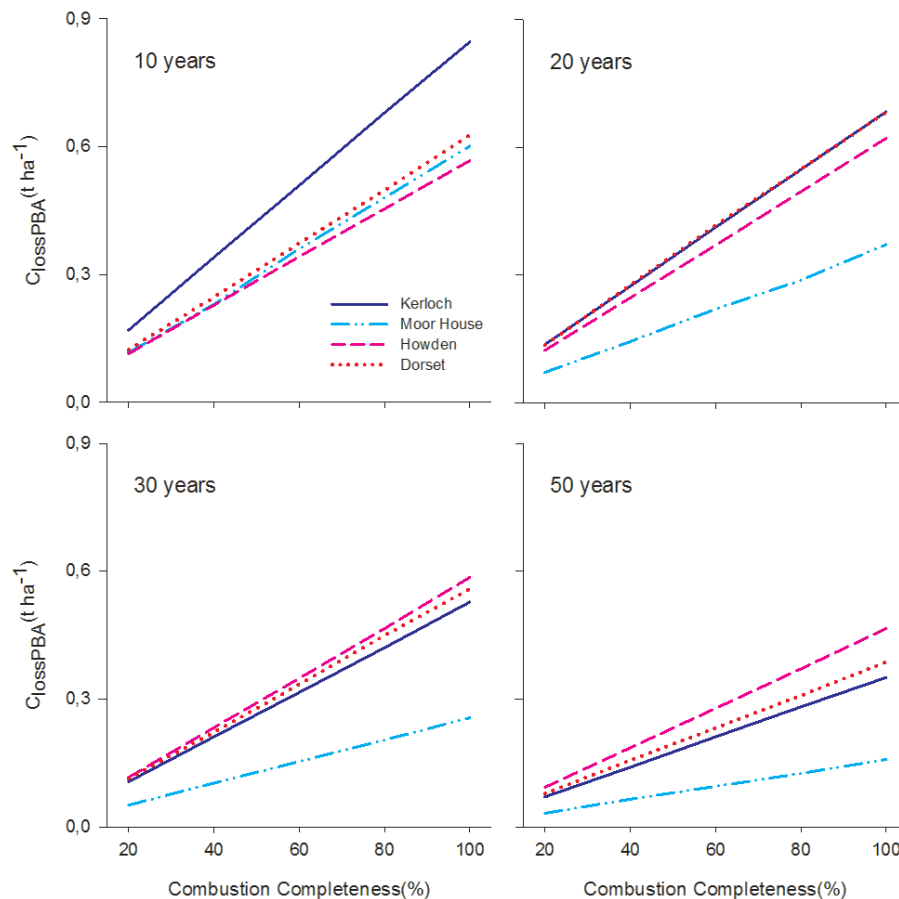 0,9
10 years
20 years
0,6
0,3
0,0
C_lossPBA(t ha⁻¹)
Kerloch
Moor House
Howden
Dorset
0,9
30 years
50 years
0,6
0,3
0,0
C_lossPBA(t ha⁻¹)
20 40 60 80 100 20 40 60 80 100
Combustion Completeness(%) Combustion Completeness(%)